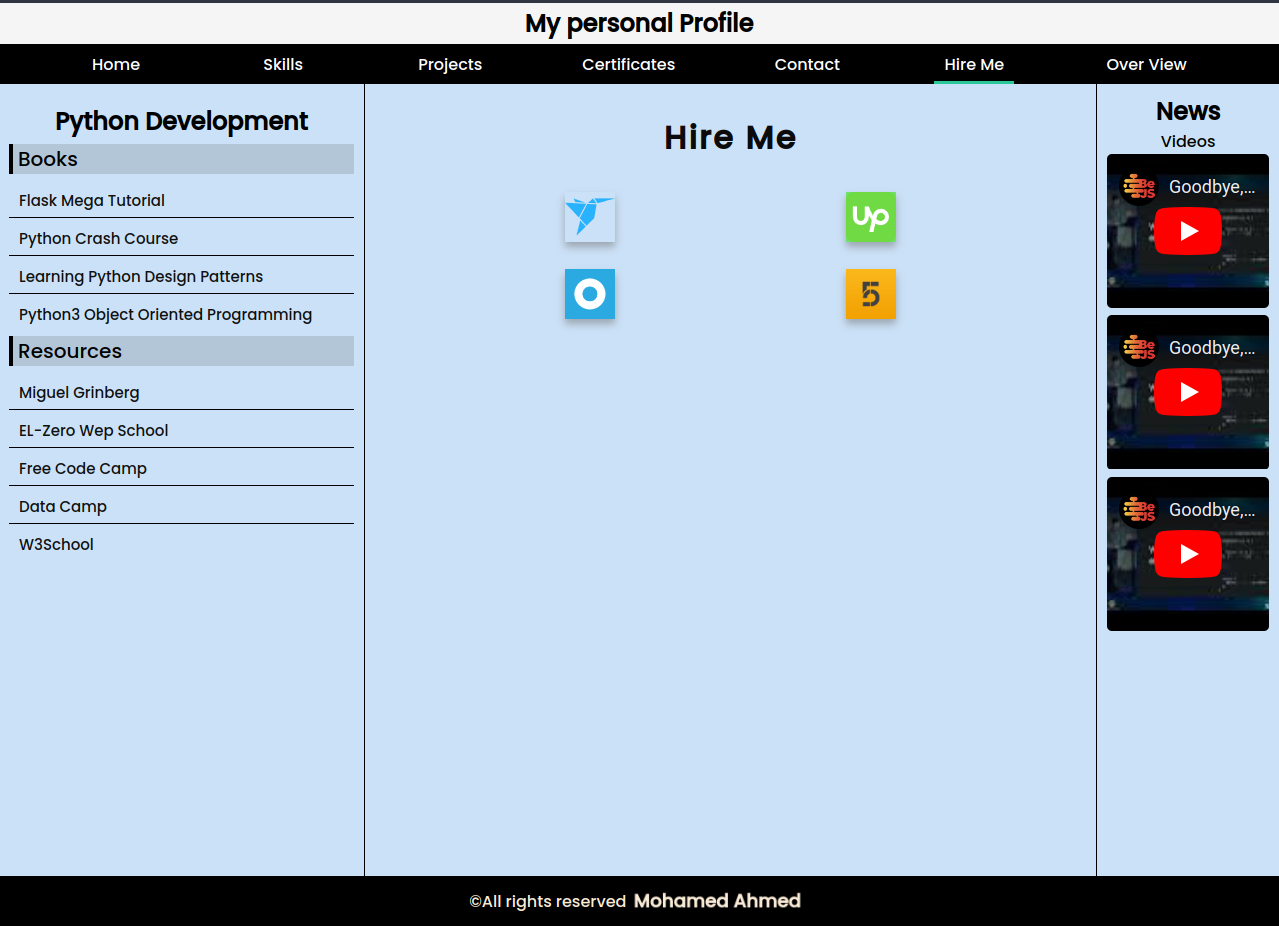 My personal Profile
Home Skills Projects Certificates Contact Hire Me Over View
Python Development
Books
Flask Mega Tutorial
Python Crash Course
Learning Python Design Patterns
Python3 Object Oriented Programming
Resources
Miguel Grinberg
EL-Zero Wep School
Free Code Camp
Data Camp
W3School
Hire Me
up
5
News
Videos
Be
JS
Goodbye,...
Be
JS
Goodbye,...
Be
JS
Goodbye,...
©All rights reserved Mohamed Ahmed